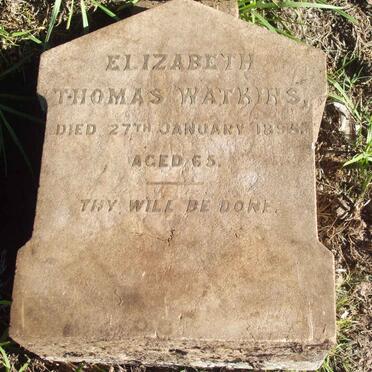 ELIZABETH
THOMAS WATKINS,
DIED 27TH JANUARY
AGED 65.
THY WILL BE DONE.